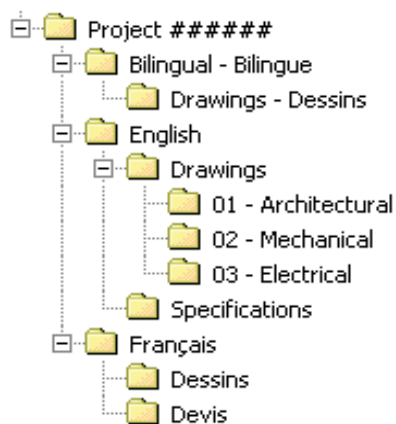 Project ######
Bilingual - Bilingue
Drawings - Dessins
English
Drawings
01 - Architectural
02 - Mechanical
03 - Electrical
Specifications
Français
Dessins
Devis